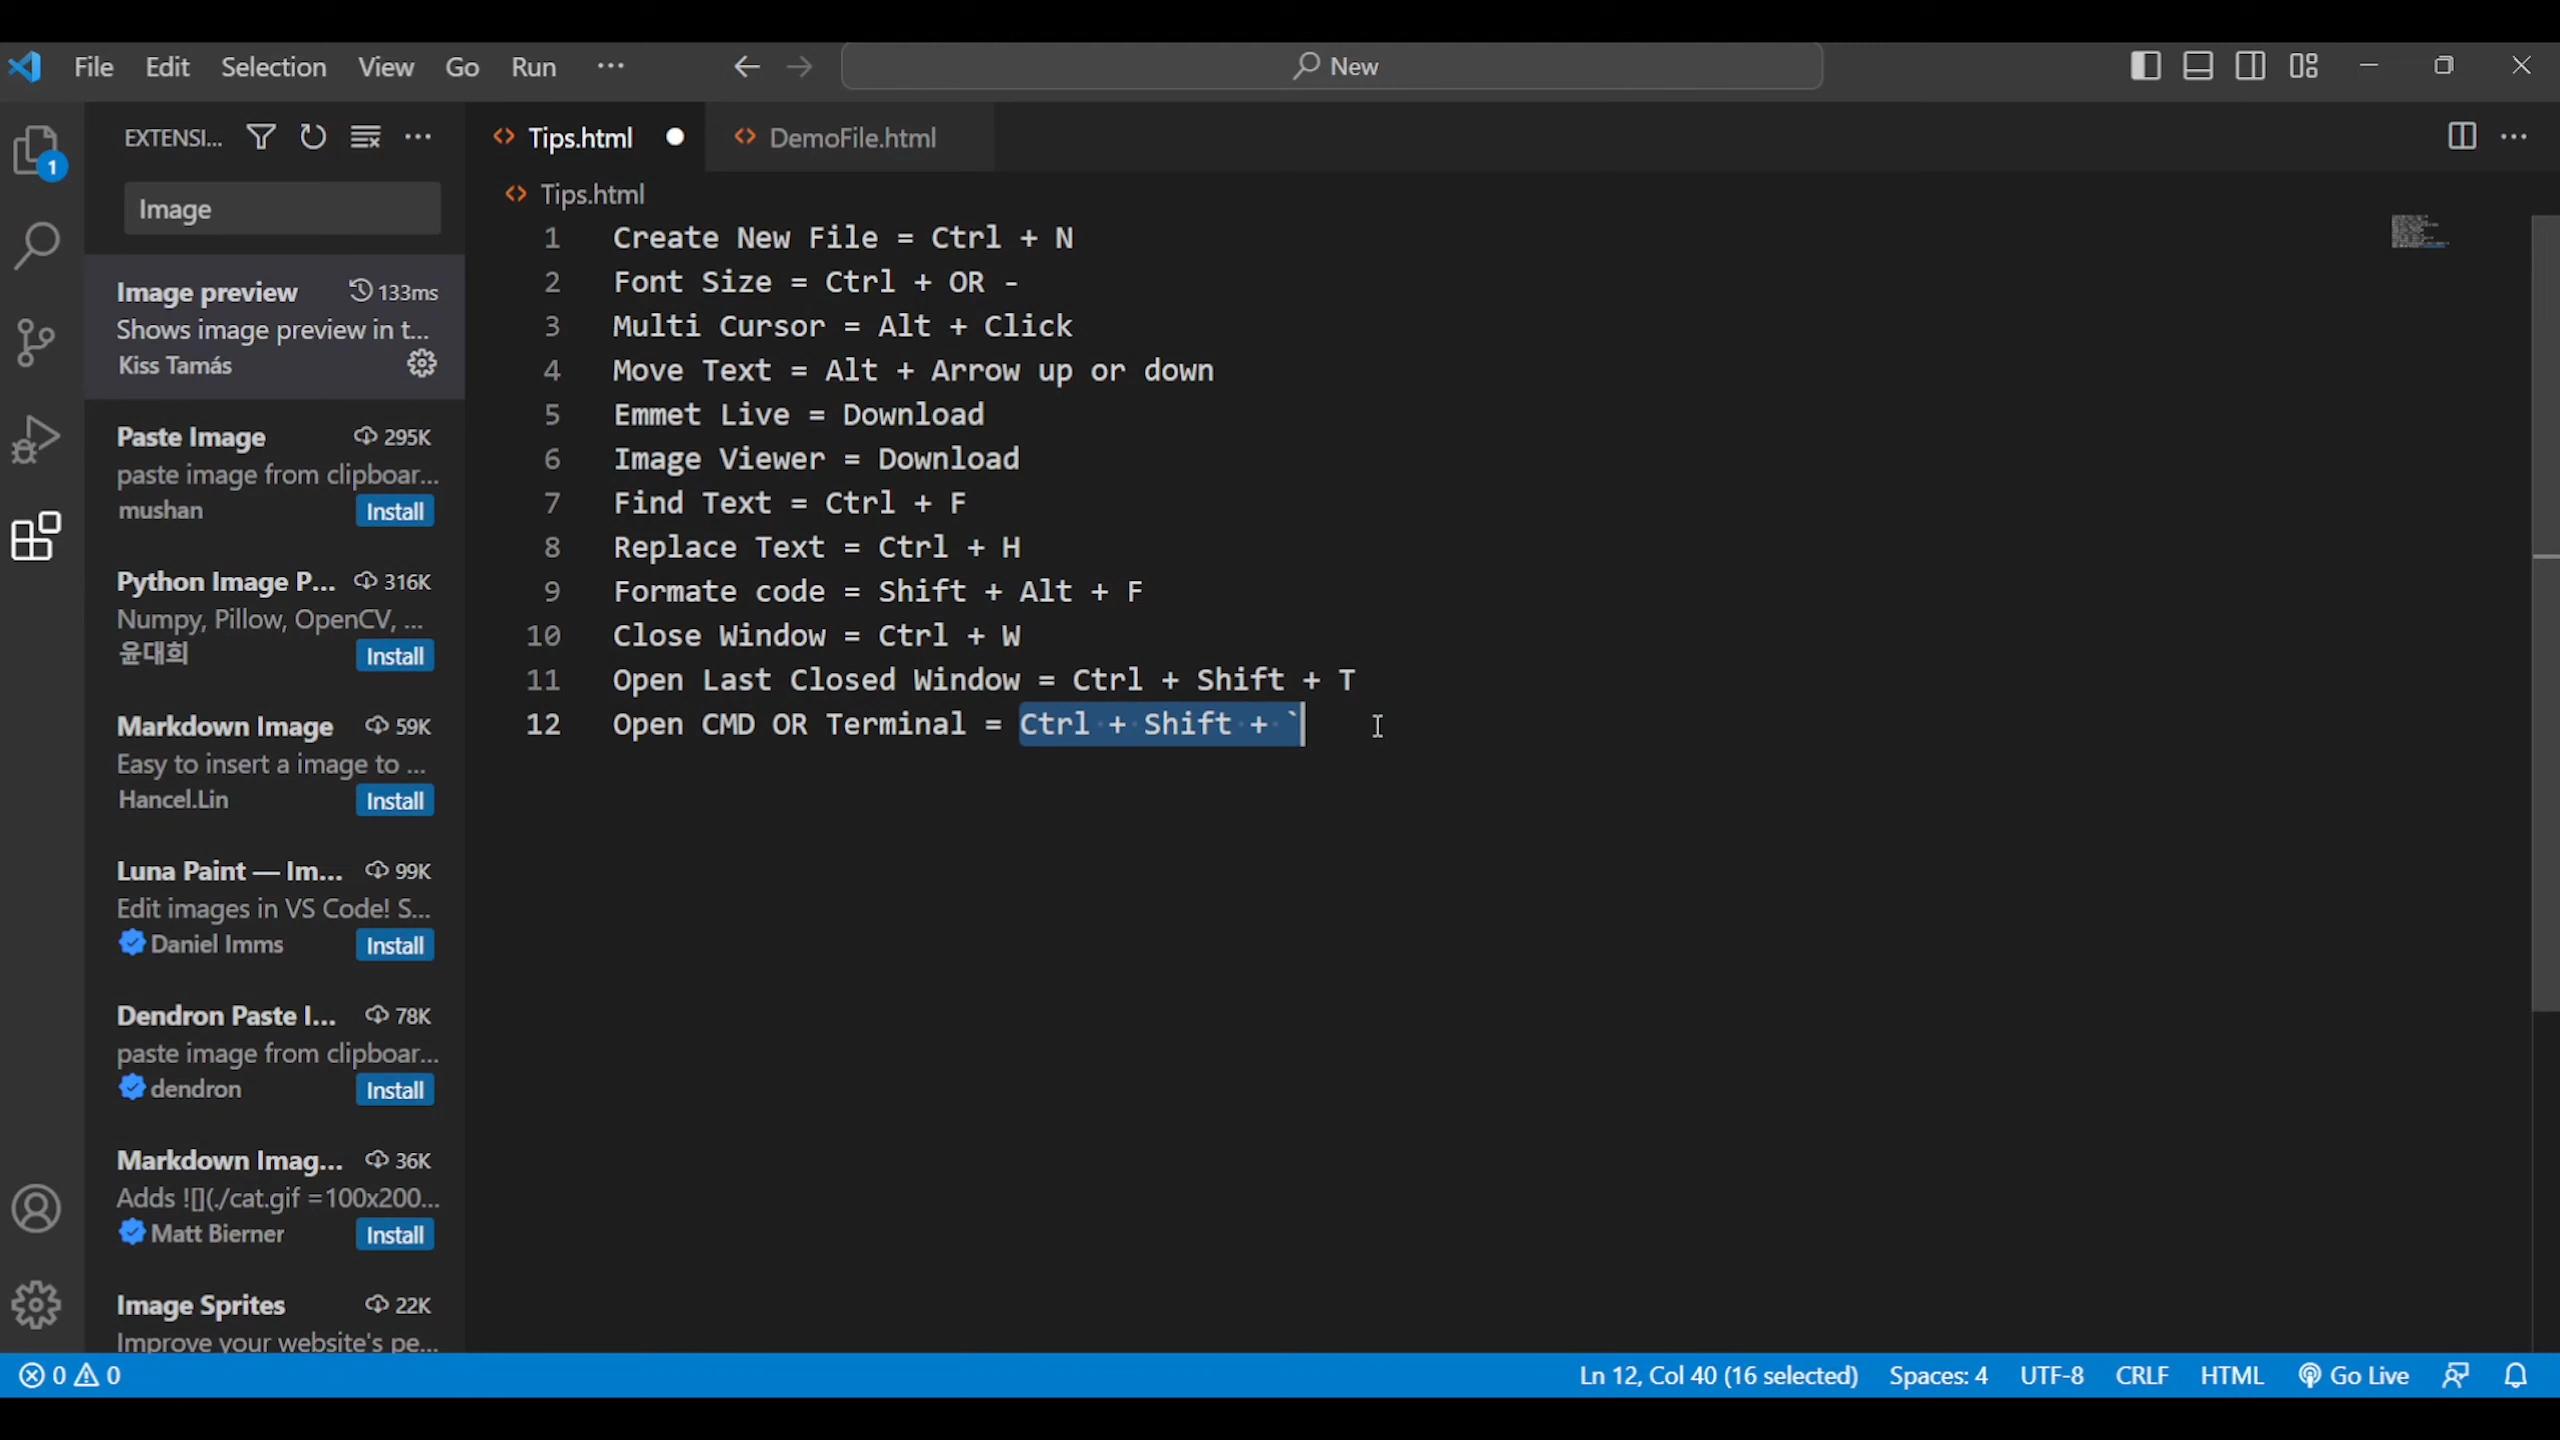 File Edit Selection View Go Run ··· New
EXTENSI...
Image
Image preview 133ms
Shows image preview in t...
Kiss Tamás
Paste Image 295K
paste image from clipboar...
mushan Install
Python Image P... 316K
Numpy, Pillow, OpenCV, ...
윤대희 Install
Markdown Image 59K
Easy to insert a image to ...
Hancel.Lin Install
Luna Paint — Im... 99K
Edit images in VS Code! S...
Daniel Imms Install
Dendron Paste I... 78K
paste image from clipboar...
dendron Install
Markdown Imag... 36K
Adds ![](./cat.gif =100x200...
Matt Bierner Install
Image Sprites 22K
Improve your website's pe...
1
Tips.html DemoFile.html
Tips.html
1 Create New File = Ctrl + N
2 Font Size = Ctrl + OR -
3 Multi Cursor = Alt + Click
4 Move Text = Alt + Arrow up or down
5 Emmet Live = Download
6 Image Viewer = Download
7 Find Text = Ctrl + F
8 Replace Text = Ctrl + H
9 Formate code = Shift + Alt + F
10 Close Window = Ctrl + W
11 Open Last Closed Window = Ctrl + Shift + T
12 Open CMD OR Terminal = Ctrl + Shift + `
0 0 Ln 12, Col 40 (16 selected) Spaces: 4 UTF-8 CRLF HTML Go Live